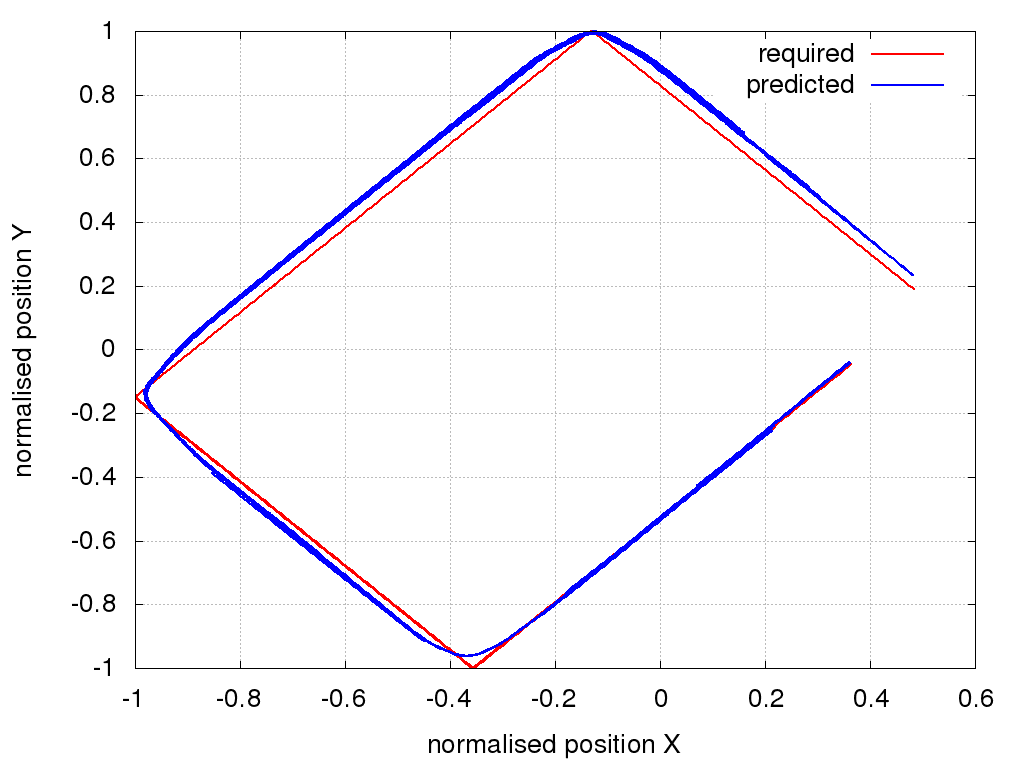 1
0.8
0.6
0.4
0.2
0
-0.2
-0.4
-0.6
-0.8
-1
-1 -0.8 -0.6 -0.4 -0.2 0 0.2 0.4 0.6
normalised position Y
normalised position X
required
predicted